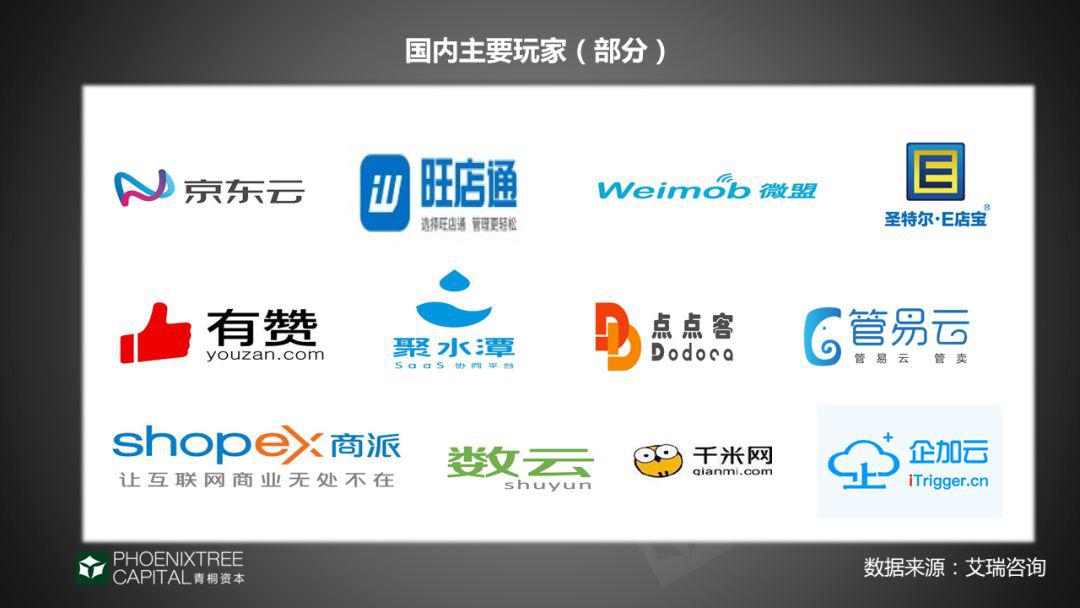 国内主要玩家（部分）
京东云
旺店通
选择旺店通 管理更轻松
Weimob 微盟
E
圣特尔·E店宝®
有赞
youzan.com
聚水潭
SaaS 协同平台
点点客
Dodoca
管易云
管易云 管卖
shopex 商派
让互联网商业无处不在
数云
shuyun
千米网
qianmi.com
企加云
iTrigger.cn
PHOENIXTREE
CAPITAL 青桐资本
数据来源：艾瑞咨询